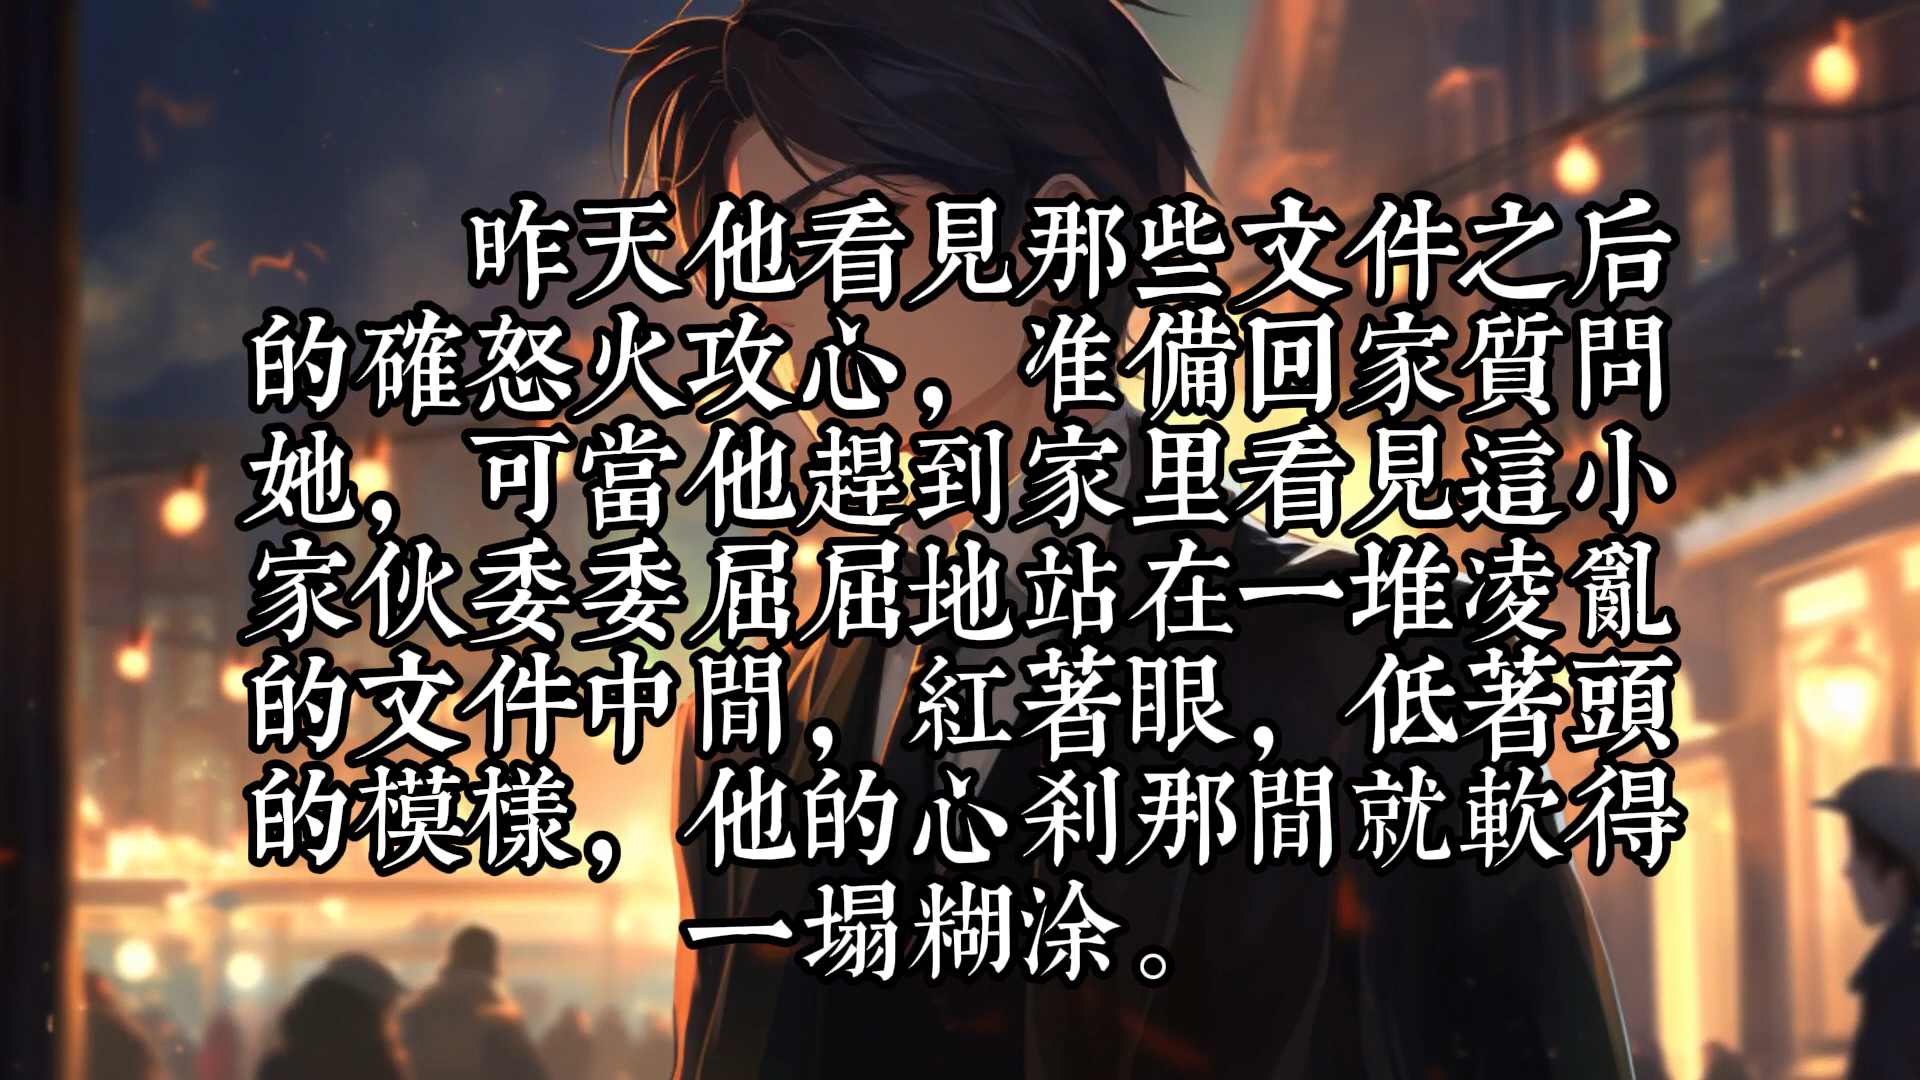 昨天他看見那些文件之后
的確怒火攻心，准備回家質問
她，可當他趕到家里看見這小
家伙委委屈屈地站在一堆凌亂
的文件中間，紅著眼，低著頭
的模樣，他的心刹那間就軟得
一塌糊涂。